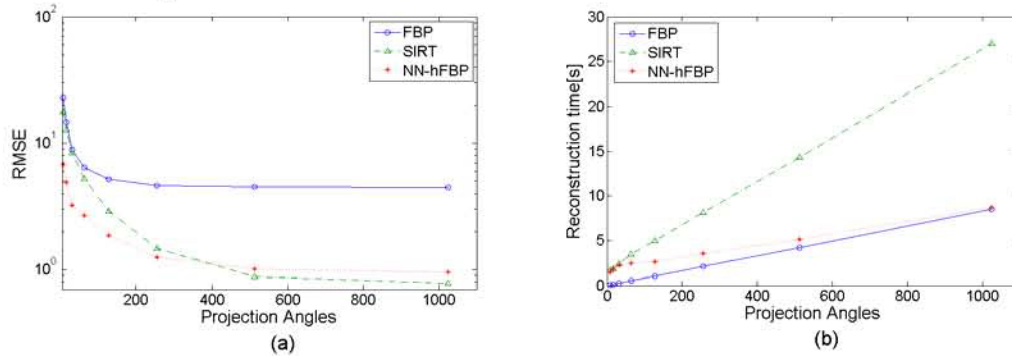 10²
10¹
10⁰
RMSE
FBP
SIRT
NN-hFBP
200
400
600
800
1000
Projection Angles
(a)
30
25
20
15
10
5
0
Reconstruction time[s]
FBP
SIRT
NN-hFBP
0
200
400
600
800
1000
Projection Angles
(b)